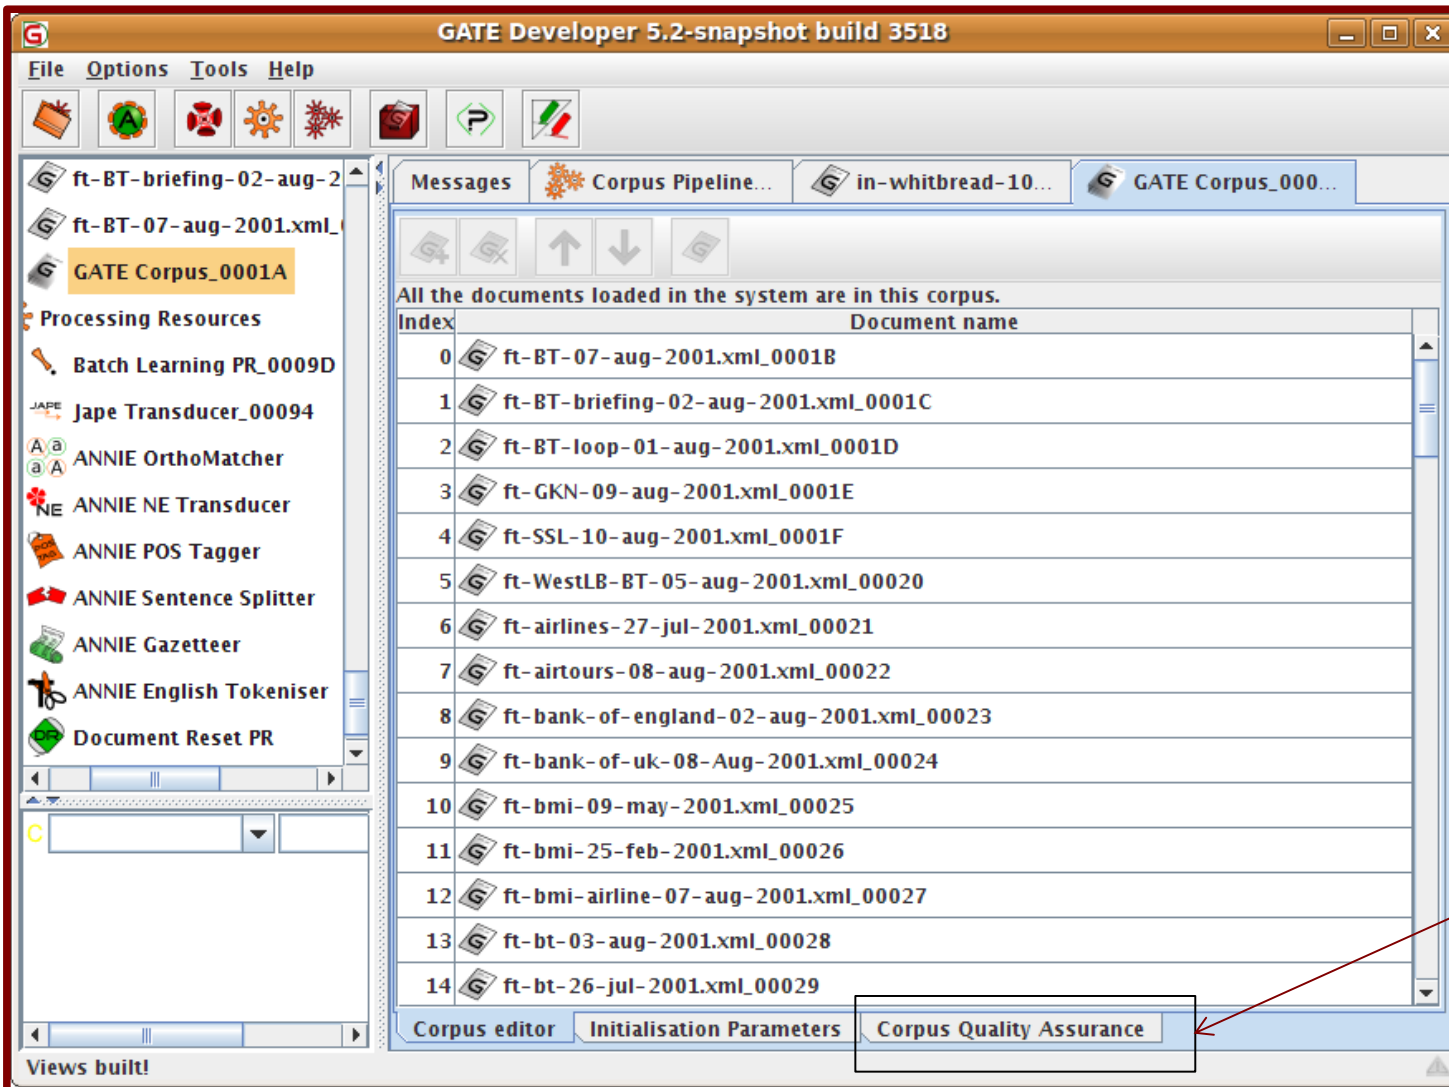 GATE Developer 5.2-snapshot build 3518
File Options Tools Help
ft-BT-briefing-02-aug-2
ft-BT-07-aug-2001.xml_
GATE Corpus_0001A
Processing Resources
Batch Learning PR_0009D
JAPE Jape Transducer_00094
Aa aA ANNIE OrthoMatcher
NE ANNIE NE Transducer
POS TAG ANNIE POS Tagger
ANNIE Sentence Splitter
ANNIE Gazetteer
ANNIE English Tokeniser
DR Document Reset PR
C
Messages Corpus Pipeline... in-whitbread-10... GATE Corpus_000...
All the documents loaded in the system are in this corpus.
Index Document name
0 ft-BT-07-aug-2001.xml_0001B
1 ft-BT-briefing-02-aug-2001.xml_0001C
2 ft-BT-loop-01-aug-2001.xml_0001D
3 ft-GKN-09-aug-2001.xml_0001E
4 ft-SSL-10-aug-2001.xml_0001F
5 ft-WestLB-BT-05-aug-2001.xml_00020
6 ft-airlines-27-jul-2001.xml_00021
7 ft-airtours-08-aug-2001.xml_00022
8 ft-bank-of-england-02-aug-2001.xml_00023
9 ft-bank-of-uk-08-Aug-2001.xml_00024
10 ft-bmi-09-may-2001.xml_00025
11 ft-bmi-25-feb-2001.xml_00026
12 ft-bmi-airline-07-aug-2001.xml_00027
13 ft-bt-03-aug-2001.xml_00028
14 ft-bt-26-jul-2001.xml_00029
Corpus editor Initialisation Parameters Corpus Quality Assurance
Views built!